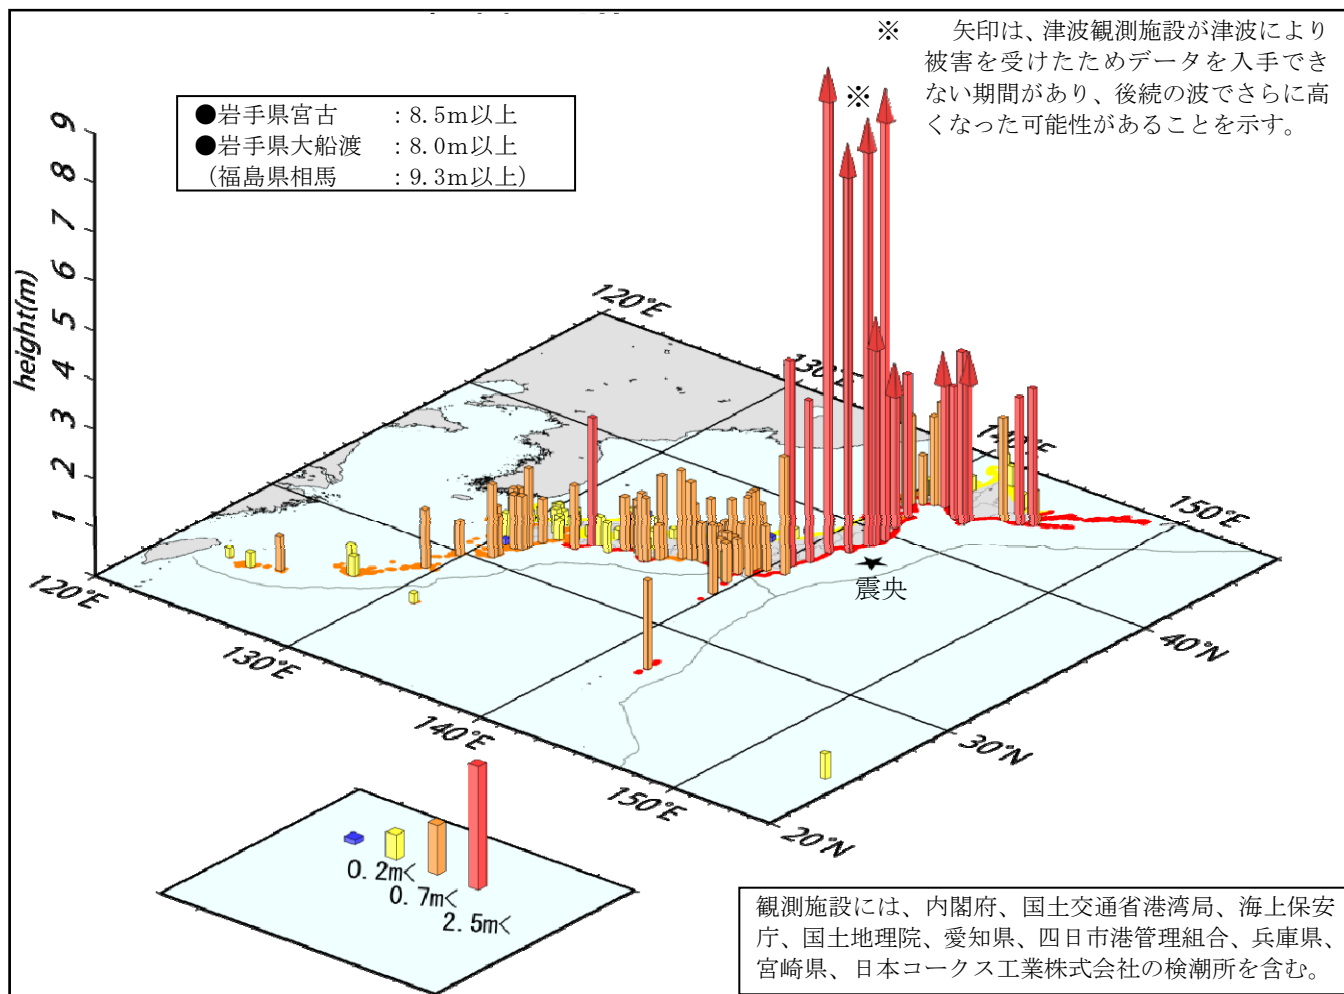 ※　矢印は、津波観測施設が津波により
被害を受けたためデータを入手でき
ない期間があり、後続の波でさらに高
くなった可能性があることを示す。
※
●岩手県宮古　：8.5m以上
●岩手県大船渡　：8.0m以上
(福島県相馬　：9.3m以上)
height(m)
9
8
7
6
5
4
3
2
1
120°E
130°E
140°E
150°E
120°E
130°E
140°E
150°E
40°N
30°N
20°N
震央
0.2m<
0.7m<
2.5m<
観測施設には、内閣府、国土交通省港湾局、海上保安
庁、国土地理院、愛知県、四日市港管理組合、兵庫県、
宮崎県、日本コークス工業株式会社の検潮所を含む。